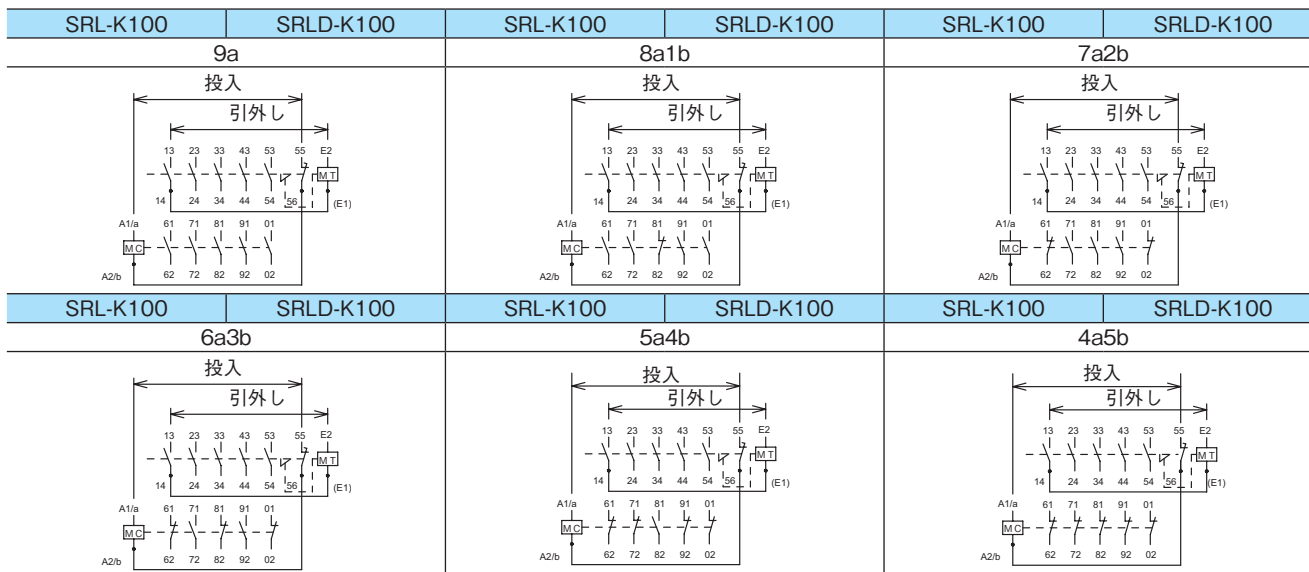 SRL-K100 SRLD-K100 SRL-K100 SRLD-K100 SRL-K100 SRLD-K100
9a 8a1b 7a2b
投入 投入 投入
引外し 引外し 引外し
13 23 33 43 53 55 E2 13 23 33 43 53 55 E2 13 23 33 43 53 55 E2
MT MT MT
14 24 34 44 54 56 (E1) 14 24 34 44 54 56 (E1) 14 24 34 44 54 56 (E1)
A1/a 61 71 81 91 01 A1/a 61 71 81 91 01 A1/a 61 71 81 91 01
MC MC MC
A2/b 62 72 82 92 02 A2/b 62 72 82 92 02 A2/b 62 72 82 92 02
SRL-K100 SRLD-K100 SRL-K100 SRLD-K100 SRL-K100 SRLD-K100
6a3b 5a4b 4a5b
投入 投入 投入
引外し 引外し 引外し
13 23 33 43 53 55 E2 13 23 33 43 53 55 E2 13 23 33 43 53 55 E2
MT MT MT
14 24 34 44 54 56 (E1) 14 24 34 44 54 56 (E1) 14 24 34 44 54 56 (E1)
A1/a 61 71 81 91 01 A1/a 61 71 81 91 01 A1/a 61 71 81 91 01
MC MC MC
A2/b 62 72 82 92 02 A2/b 62 72 82 92 02 A2/b 62 72 82 92 02